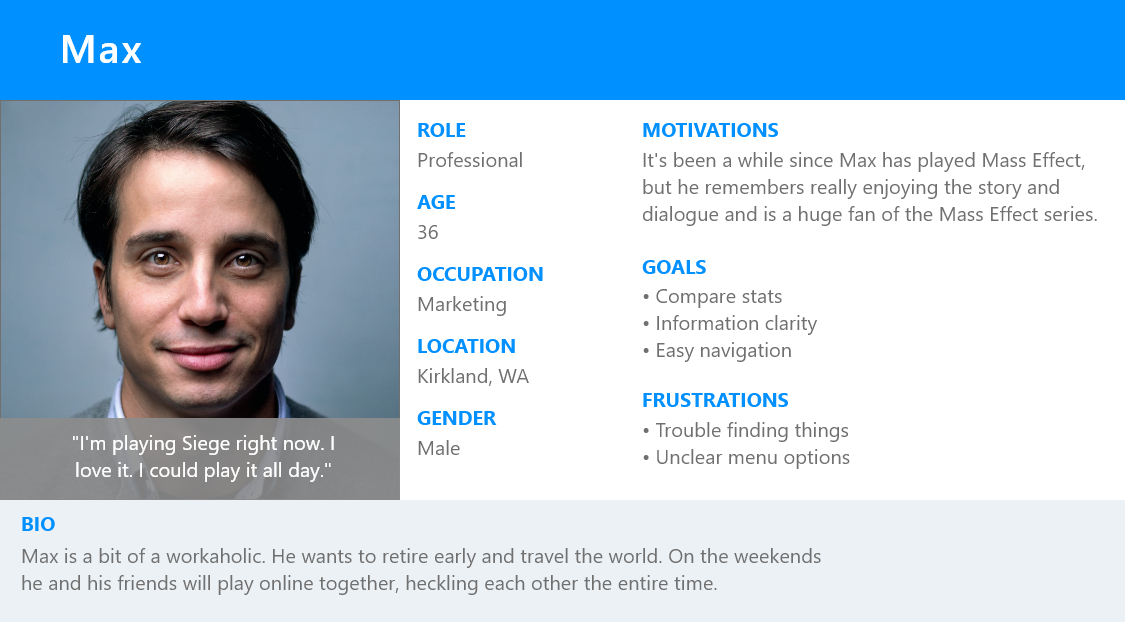 Max
"I'm playing Siege right now. I
love it. I could play it all day."
ROLE
Professional
AGE
36
OCCUPATION
Marketing
LOCATION
Kirkland, WA
GENDER
Male
MOTIVATIONS
It's been a while since Max has played Mass Effect,
but he remembers really enjoying the story and
dialogue and is a huge fan of the Mass Effect series.
GOALS
• Compare stats
• Information clarity
• Easy navigation
FRUSTRATIONS
• Trouble finding things
• Unclear menu options
BIO
Max is a bit of a workaholic. He wants to retire early and travel the world. On the weekends
he and his friends will play online together, heckling each other the entire time.